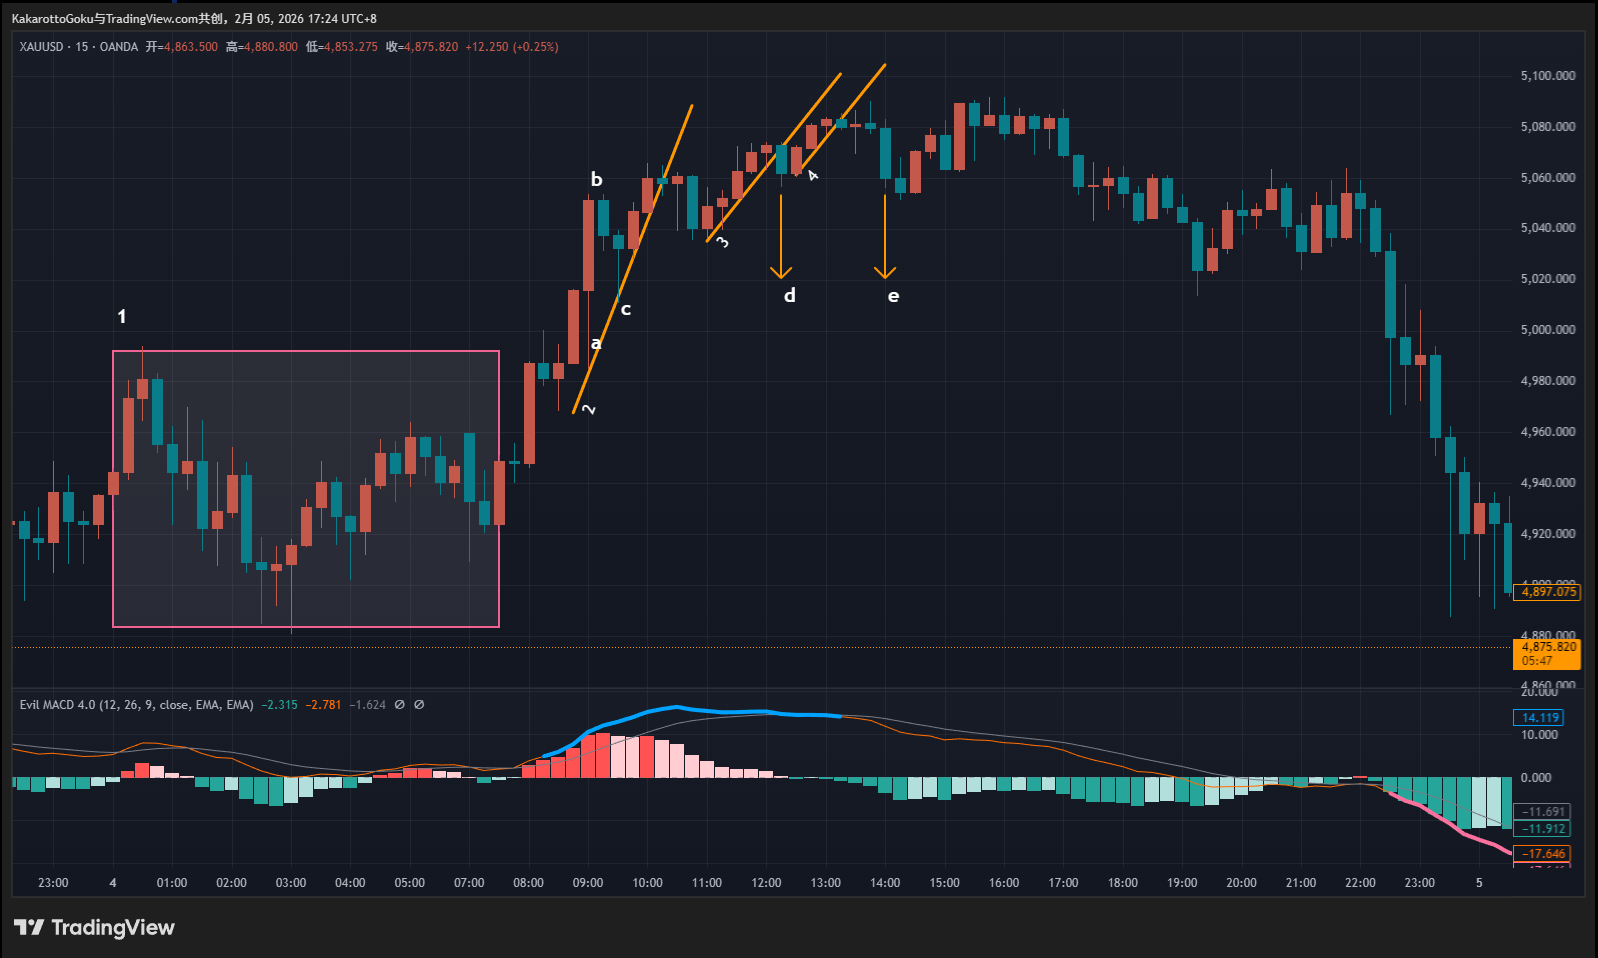 KakarottoGoku与TradingView.com共创，2月 05, 2026 17:24 UTC+8
XAUUSD · 15 · OANDA 开=4,863.500 高=4,880.800 低=4,853.275 收=4,875.820 +12.250 (+0.25%)
5,100.000
5,080.000
5,060.000
5,040.000
5,020.000
5,000.000
4,980.000
4,960.000
4,940.000
4,920.000
4,900.000
4,897.075
4,880.000
4,875.820
05:47
4,860.000
1
2
a
b
c
3
4
d
e
Evil MACD 4.0 (12, 26, 9, close, EMA, EMA) −2.315 −2.781 −1.624 ∅ ∅
20.000
14.119
10.000
0.000
−11.691
−11.912
−17.646
23:00 4 01:00 02:00 03:00 04:00 05:00 07:00 08:00 09:00 10:00 11:00 12:00 13:00 14:00 15:00 16:00 17:00 18:00 19:00 20:00 21:00 22:00 23:00 5
TradingView